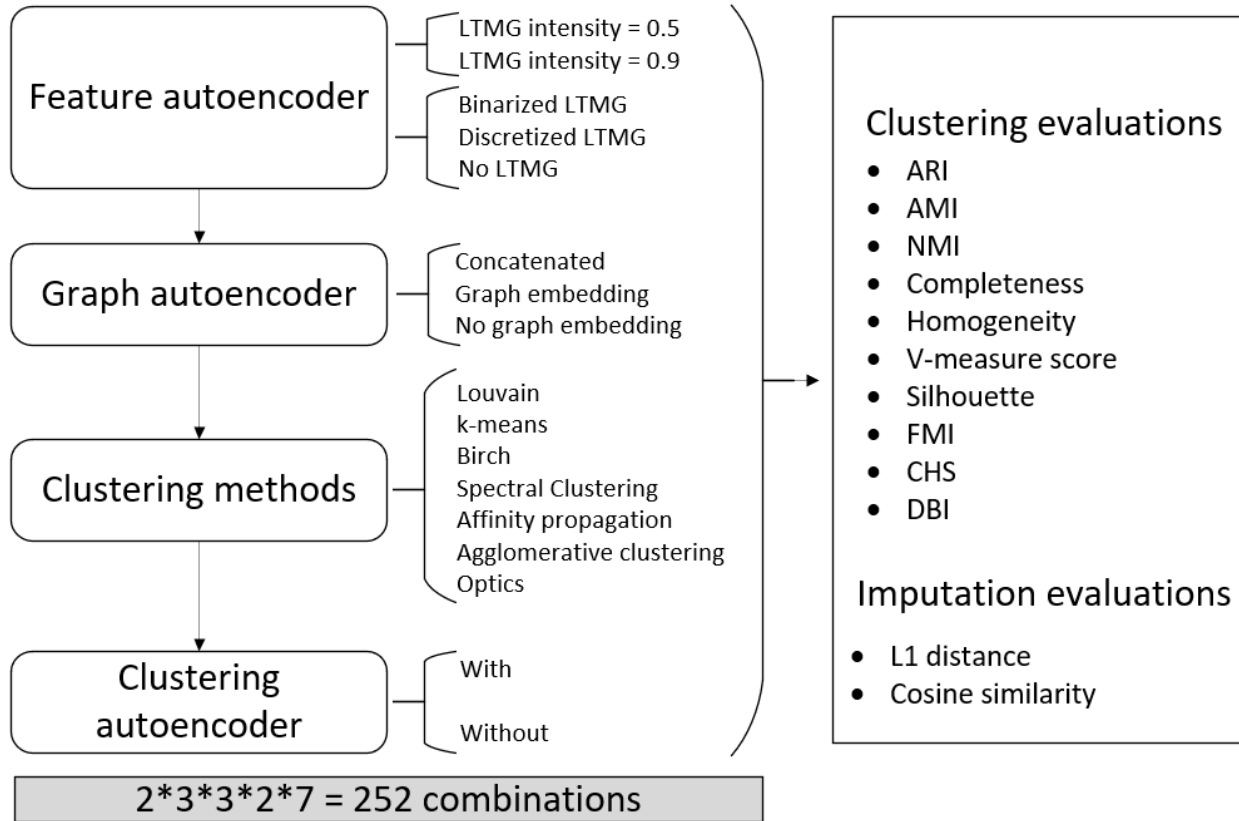 Feature autoencoder
LTMG intensity = 0.5
LTMG intensity = 0.9
Binarized LTMG
Discretized LTMG
No LTMG
Graph autoencoder
Concatenated
Graph embedding
No graph embedding
Clustering methods
Louvain
k-means
Birch
Spectral Clustering
Affinity propagation
Agglomerative clustering
Optics
Clustering
autoencoder
With
Without
2*3*3*2*7 = 252 combinations
Clustering evaluations
• ARI
• AMI
• NMI
• Completeness
• Homogeneity
• V-measure score
• Silhouette
• FMI
• CHS
• DBI
Imputation evaluations
• L1 distance
• Cosine similarity